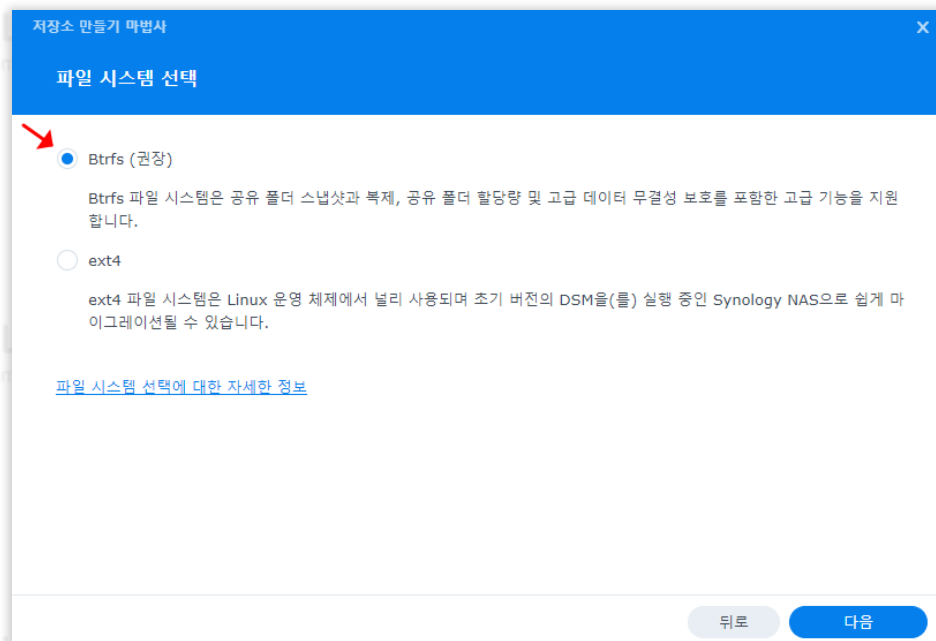 저장소 만들기 마법사
파일 시스템 선택
Btrfs (권장)
Btrfs 파일 시스템은 공유 폴더 스냅샷과 복제, 공유 폴더 할당량 및 고급 데이터 무결성 보호를 포함한 고급 기능을 지원
합니다.
ext4
ext4 파일 시스템은 Linux 운영 체제에서 널리 사용되며 초기 버전의 DSM을(를) 실행 중인 Synology NAS으로 쉽게 마
이그레이션될 수 있습니다.
파일 시스템 선택에 대한 자세한 정보
뒤로
다음